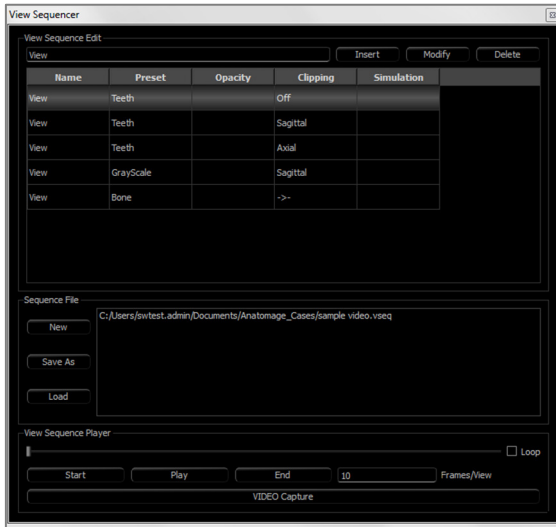 View Sequencer
View Sequence Edit
View Insert Modify Delete
Name Preset Opacity Clipping Simulation
View Teeth Off
View Teeth Sagittal
View Teeth Axial
View GrayScale Sagittal
View Bone ->-
Sequence File
C:/Users/swtest.admin/Documents/Anatomage_Cases/sample video.vseq
New
Save As
Load
View Sequence Player
Loop
Start Play End 10 Frames/View
VIDEO Capture